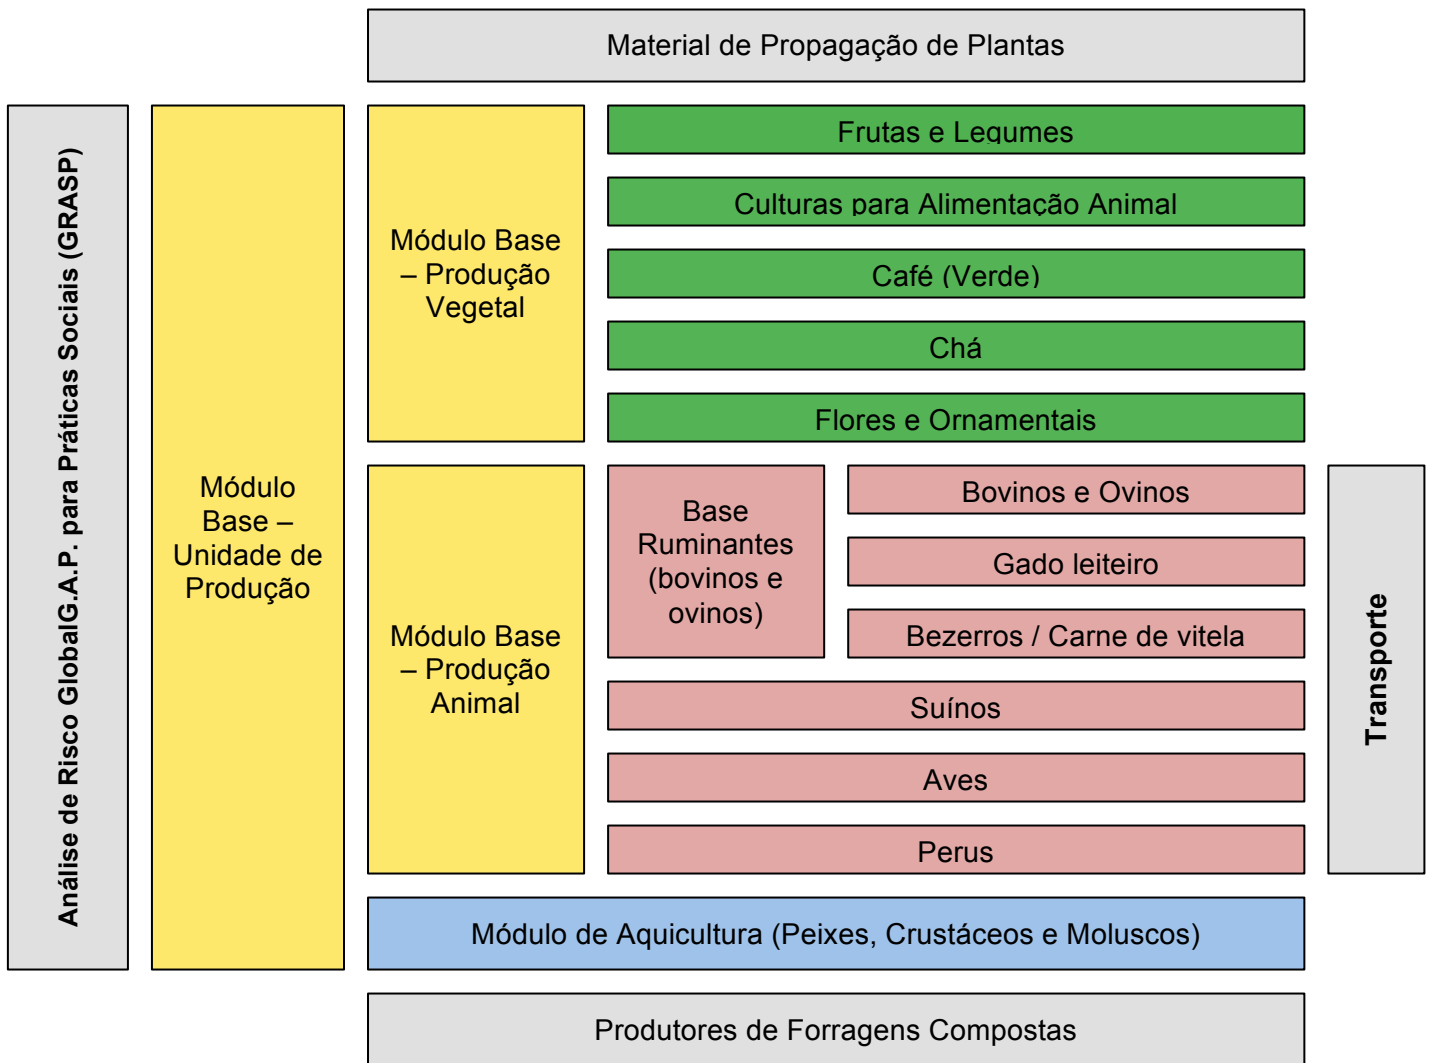 Material de Propagação de Plantas
Análise de Risco GlobalG.A.P. para Práticas Sociais (GRASP)
Módulo
Base –
Unidade de
Produção
Módulo Base
– Produção
Vegetal
Frutas e Legumes
Culturas para Alimentação Animal
Café (Verde)
Chá
Flores e Ornamentais
Módulo Base
– Produção
Animal
Base
Ruminantes
(bovinos e
ovinos)
Bovinos e Ovinos
Gado leiteiro
Bezerros / Carne de vitela
Suínos
Aves
Perus
Transporte
Módulo de Aquicultura (Peixes, Crustáceos e Moluscos)
Produtores de Forragens Compostas